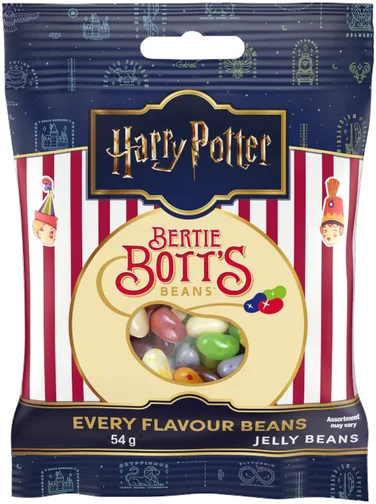 Harry Potter
BERTIE
BOTT'S
BEANS
EVERY FLAVOUR BEANS
54 g
Assortment
may vary
JELLY BEANS